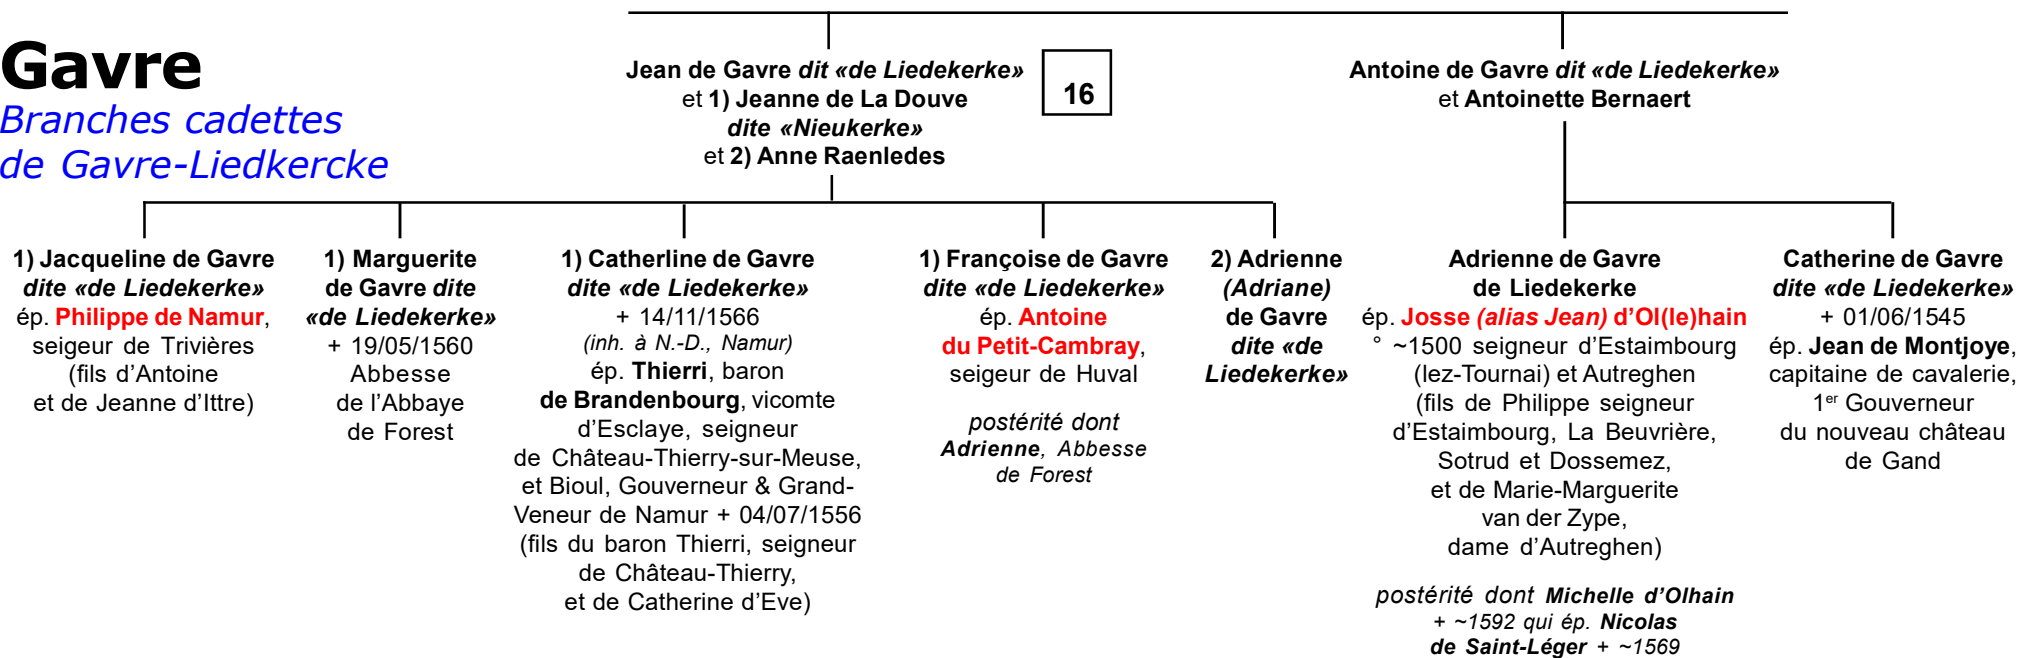 Gavre
Branches cadettes
de Gavre-Liedkercke
Jean de Gavre dit «de Liedekerke»
et 1) Jeanne de La Douve
dite «Nieukerke»
et 2) Anne Raenledes
16
Antoine de Gavre dit «de Liedekerke»
et Antoinette Bernaert
1) Jacqueline de Gavre
dite «de Liedekerke»
ép. Philippe de Namur,
seigeur de Trivières
(fils d'Antoine
et de Jeanne d'Ittre)
1) Marguerite
de Gavre dite
«de Liedekerke»
+ 19/05/1560
Abbesse
de l'Abbaye
de Forest
1) Catherline de Gavre
dite «de Liedekerke»
+ 14/11/1566
(inh. à N.-D., Namur)
ép. Thierri, baron
de Brandenbourg, vicomte
d'Esclaye, seigneur
de Château-Thierry-sur-Meuse,
et Bioul, Gouverneur & Grand-
Veneur de Namur + 04/07/1556
(fils du baron Thierri, seigneur
de Château-Thierry,
et de Catherine d'Eve)
1) Françoise de Gavre
dite «de Liedekerke»
ép. Antoine
du Petit-Cambray,
seigeur de Huval
postérité dont
Adrienne, Abbesse
de Forest
2) Adrienne
(Adriane)
de Gavre
dite «de
Liedekerke»
Adrienne de Gavre
de Liedekerke
ép. Josse (alias Jean) d'Ol(le)hain
° ~1500 seigneur d'Estaimbourg
(lez-Tournai) et Autreghen
(fils de Philippe seigneur
d'Estaimbourg, La Beuvrière,
Sotrud et Dossemez,
et de Marie-Marguerite
van der Zype,
dame d'Autreghen)
postérité dont Michelle d'Olhain
+ ~1592 qui ép. Nicolas
de Saint-Léger + ~1569
Catherine de Gavre
dite «de Liedekerke»
+ 01/06/1545
ép. Jean de Montjoye,
capitaine de cavalerie,
1er Gouverneur
du nouveau château
de Gand